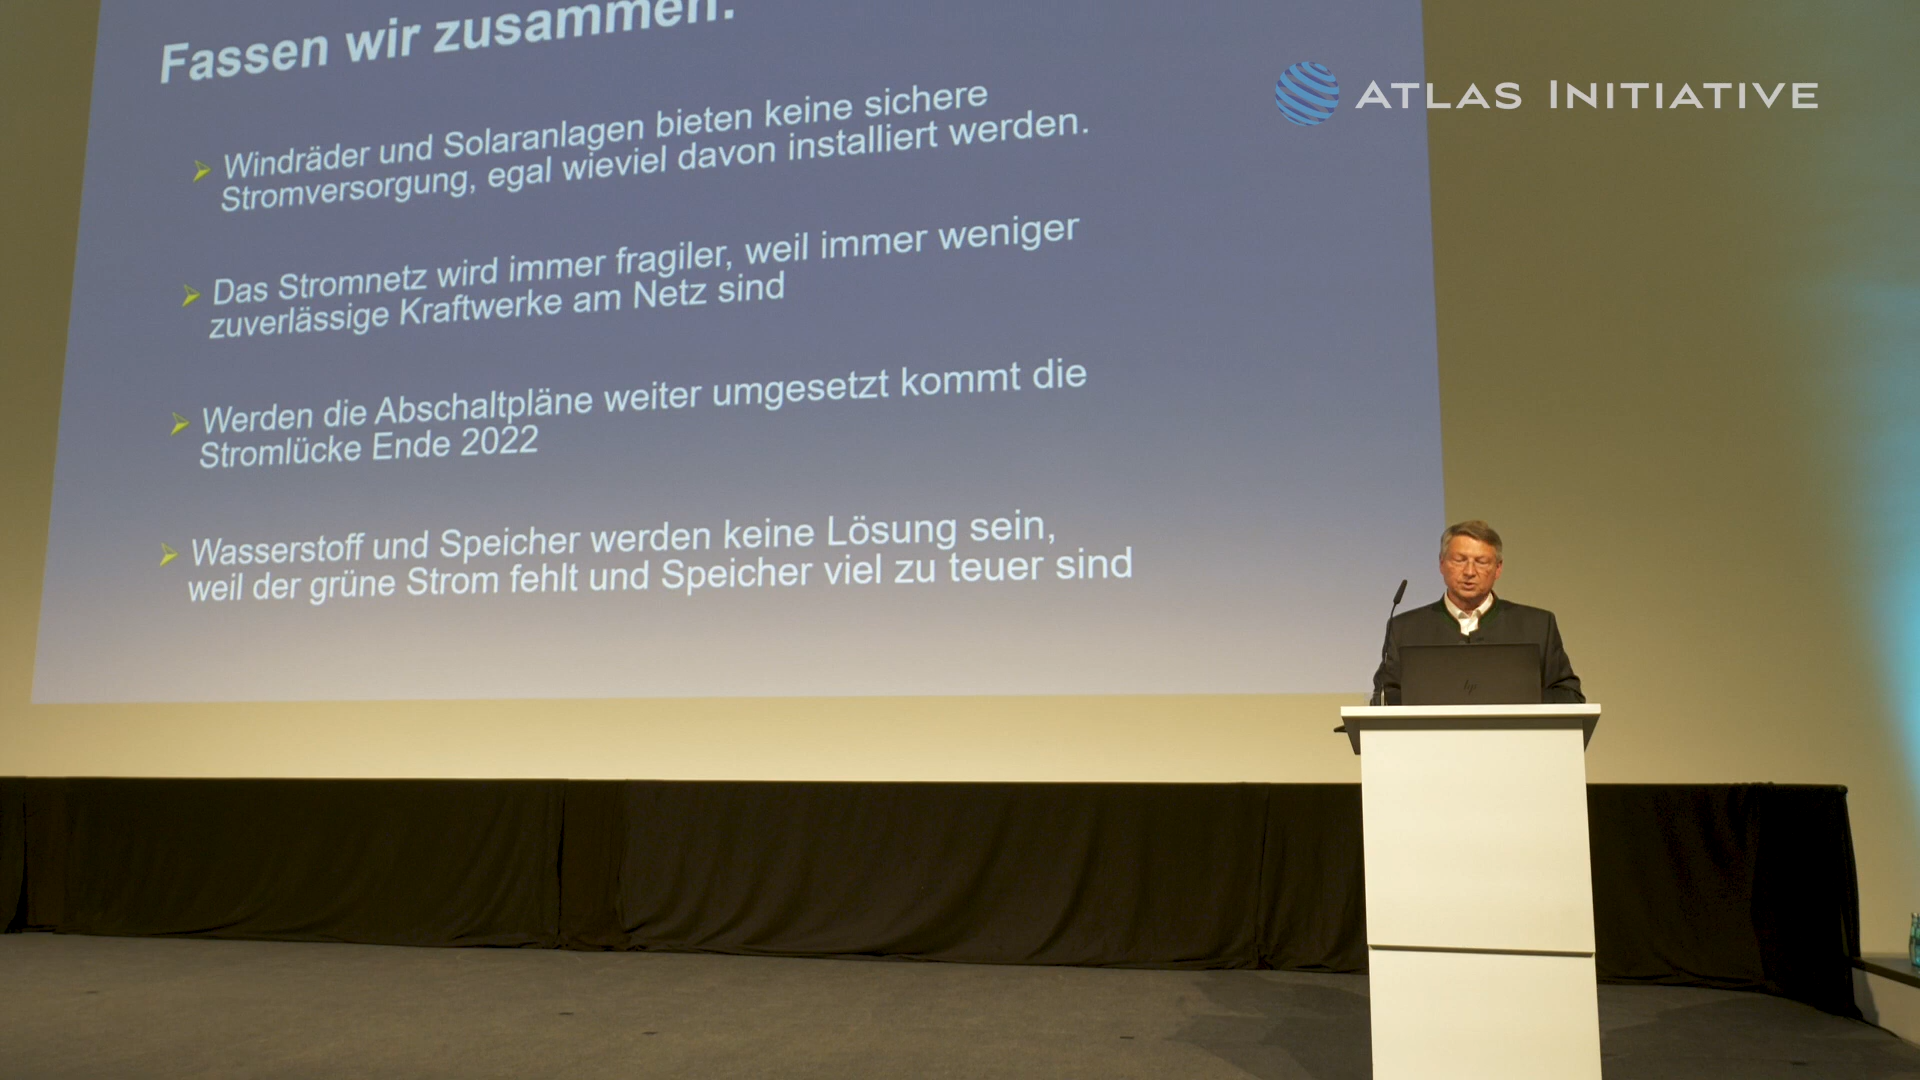 Fassen wir zusammen:
ATLAS INITIATIVE
Windräder und Solaranlagen bieten keine sichere
Stromversorgung, egal wieviel davon installiert werden.
Das Stromnetz wird immer fragiler, weil immer weniger
zuverlässige Kraftwerke am Netz sind
Werden die Abschaltpläne weiter umgesetzt kommt die
Stromlücke Ende 2022
Wasserstoff und Speicher werden keine Lösung sein,
weil der grüne Strom fehlt und Speicher viel zu teuer sind
hp